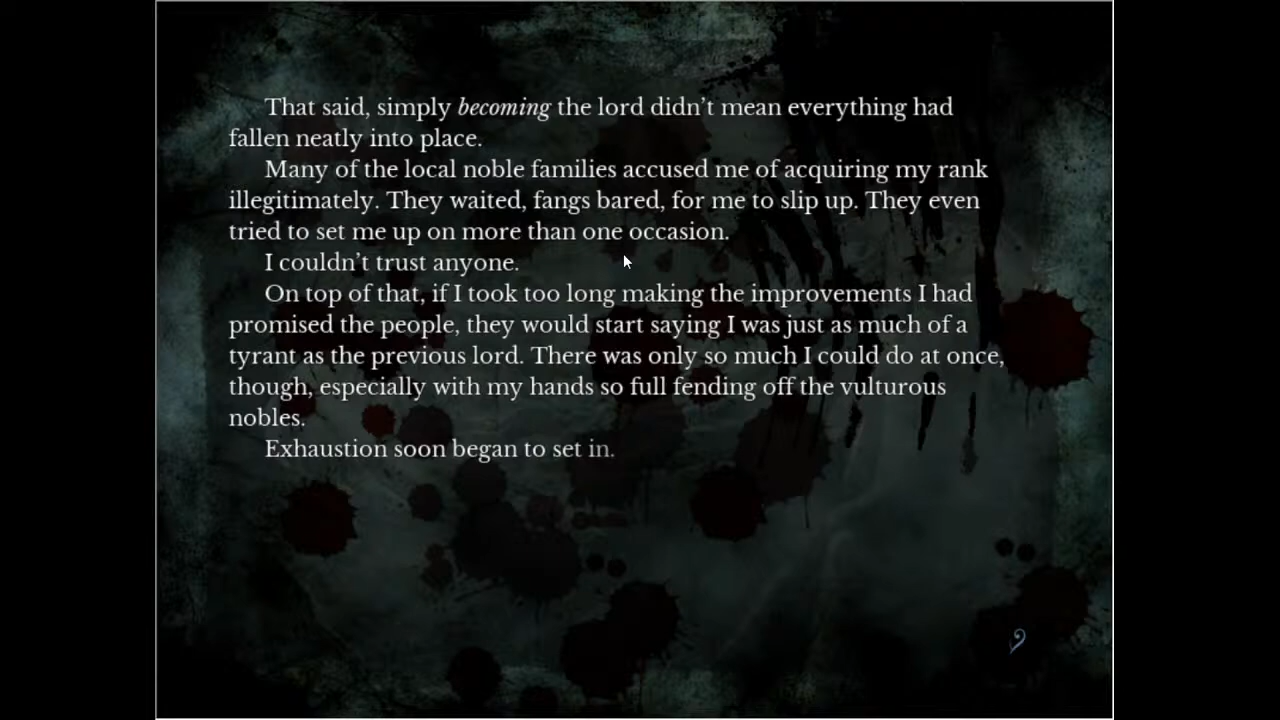 That said, simply becoming the lord didn’t mean everything had
fallen neatly into place.
Many of the local noble families accused me of acquiring my rank
illegitimately. They waited, fangs bared, for me to slip up. They even
tried to set me up on more than one occasion.
I couldn’t trust anyone.
On top of that, if I took too long making the improvements I had
promised the people, they would start saying I was just as much of a
tyrant as the previous lord. There was only so much I could do at once,
though, especially with my hands so full fending off the vulturous
nobles.
Exhaustion soon began to set in.